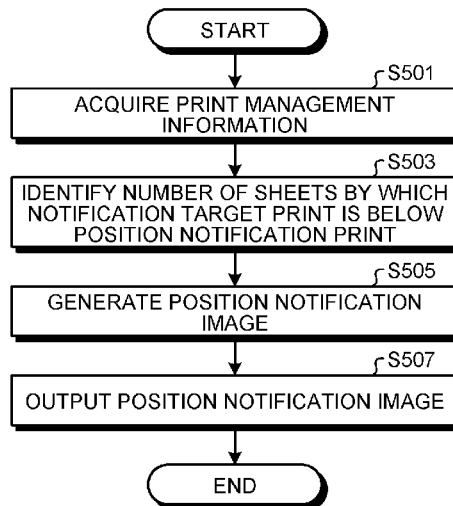 START
S501
ACQUIRE PRINT MANAGEMENT
INFORMATION
S503
IDENTIFY NUMBER OF SHEETS BY WHICH
NOTIFICATION TARGET PRINT IS BELOW
POSITION NOTIFICATION PRINT
S505
GENERATE POSITION NOTIFICATION
IMAGE
S507
OUTPUT POSITION NOTIFICATION IMAGE
END